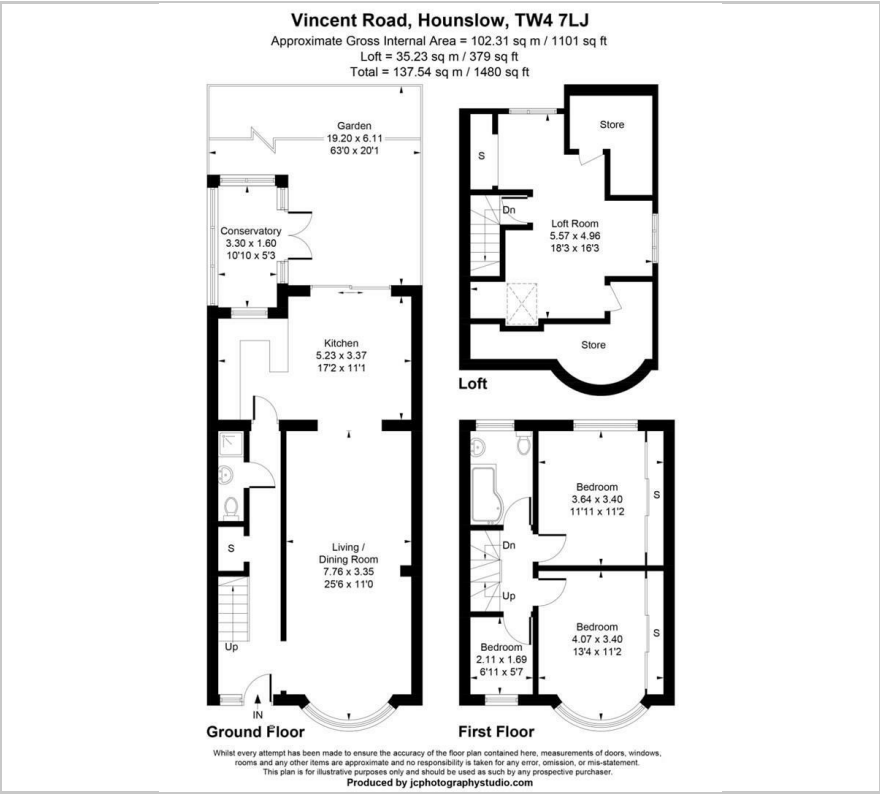 Vincent Road, Hounslow, TW4 7LJ
Approximate Gross Internal Area = 102.31 sq m / 1101 sq ft
Loft = 35.23 sq m / 379 sq ft
Total = 137.54 sq m / 1480 sq ft
Garden
19.20 x 6.11
63'0 x 20'1
Conservatory
3.30 x 1.60
10'10 x 5'3
Kitchen
5.23 x 3.37
17'2 x 11'1
S
Living /
Dining Room
7.76 x 3.35
25'6 x 11'0
Up
IN
Ground Floor
Store
S
Dn
Loft Room
5.57 x 4.96
18'3 x 16'3
Store
Loft
Bedroom
3.64 x 3.40
11'11 x 11'2
S
Dn
Up
Bedroom
4.07 x 3.40
13'4 x 11'2
S
Bedroom
2.11 x 1.69
6'11 x 5'7
First Floor
Whilst every attempt has been made to ensure the accuracy of the floor plan contained here, measurements of doors, windows,
rooms and any other items are approximate and no responsibility is taken for any error, omission, or mis-statement.
This plan is for illustrative purposes only and should be used as such by any prospective purchaser.
Produced by jcphotographystudio.com